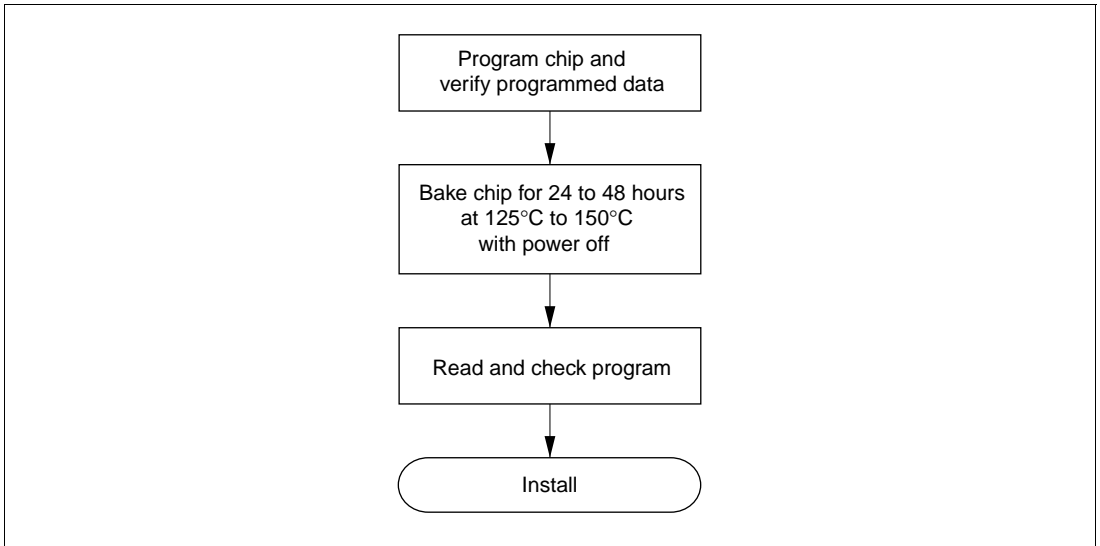 Program chip and
verify programmed data
Bake chip for 24 to 48 hours
at 125°C to 150°C
with power off
Read and check program
Install